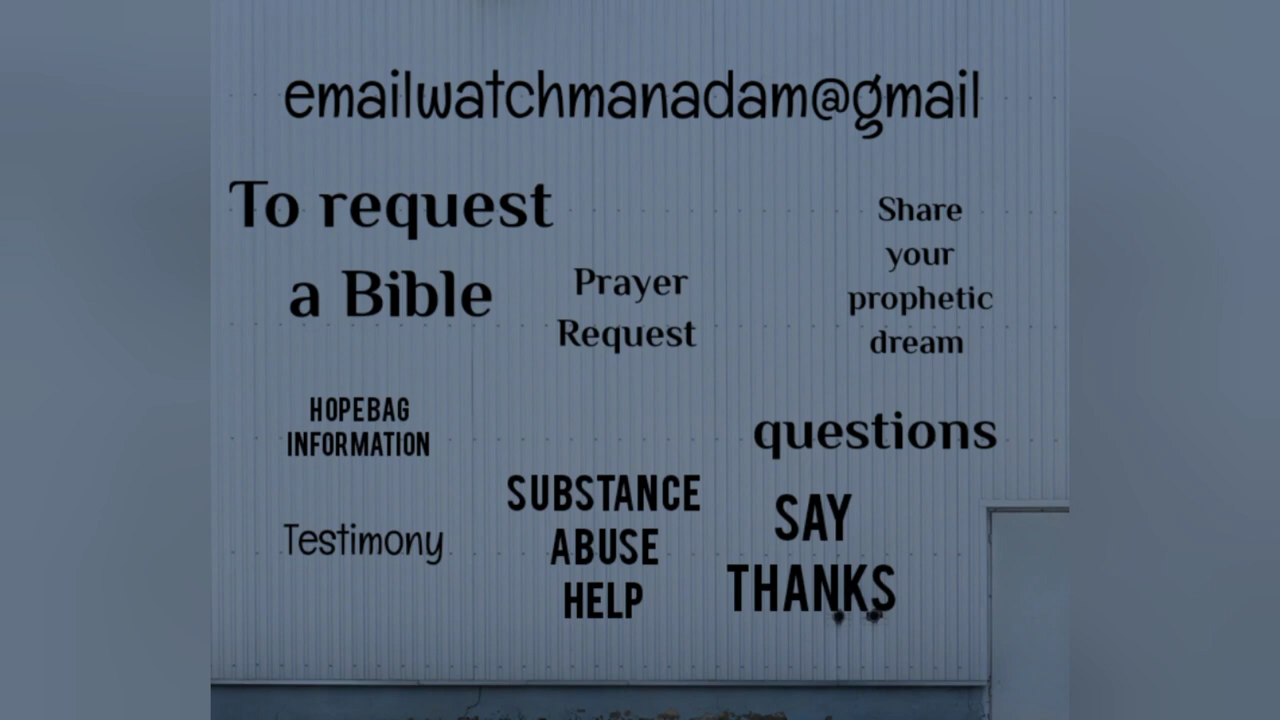 emailwatchmanadam@gmail
To request
a Bible
Prayer
Request
Share
your
prophetic
dream
HOPEBAG
INFORMATION
questions
Testimony
SUBSTANCE
ABUSE
HELP
SAY
THANKS